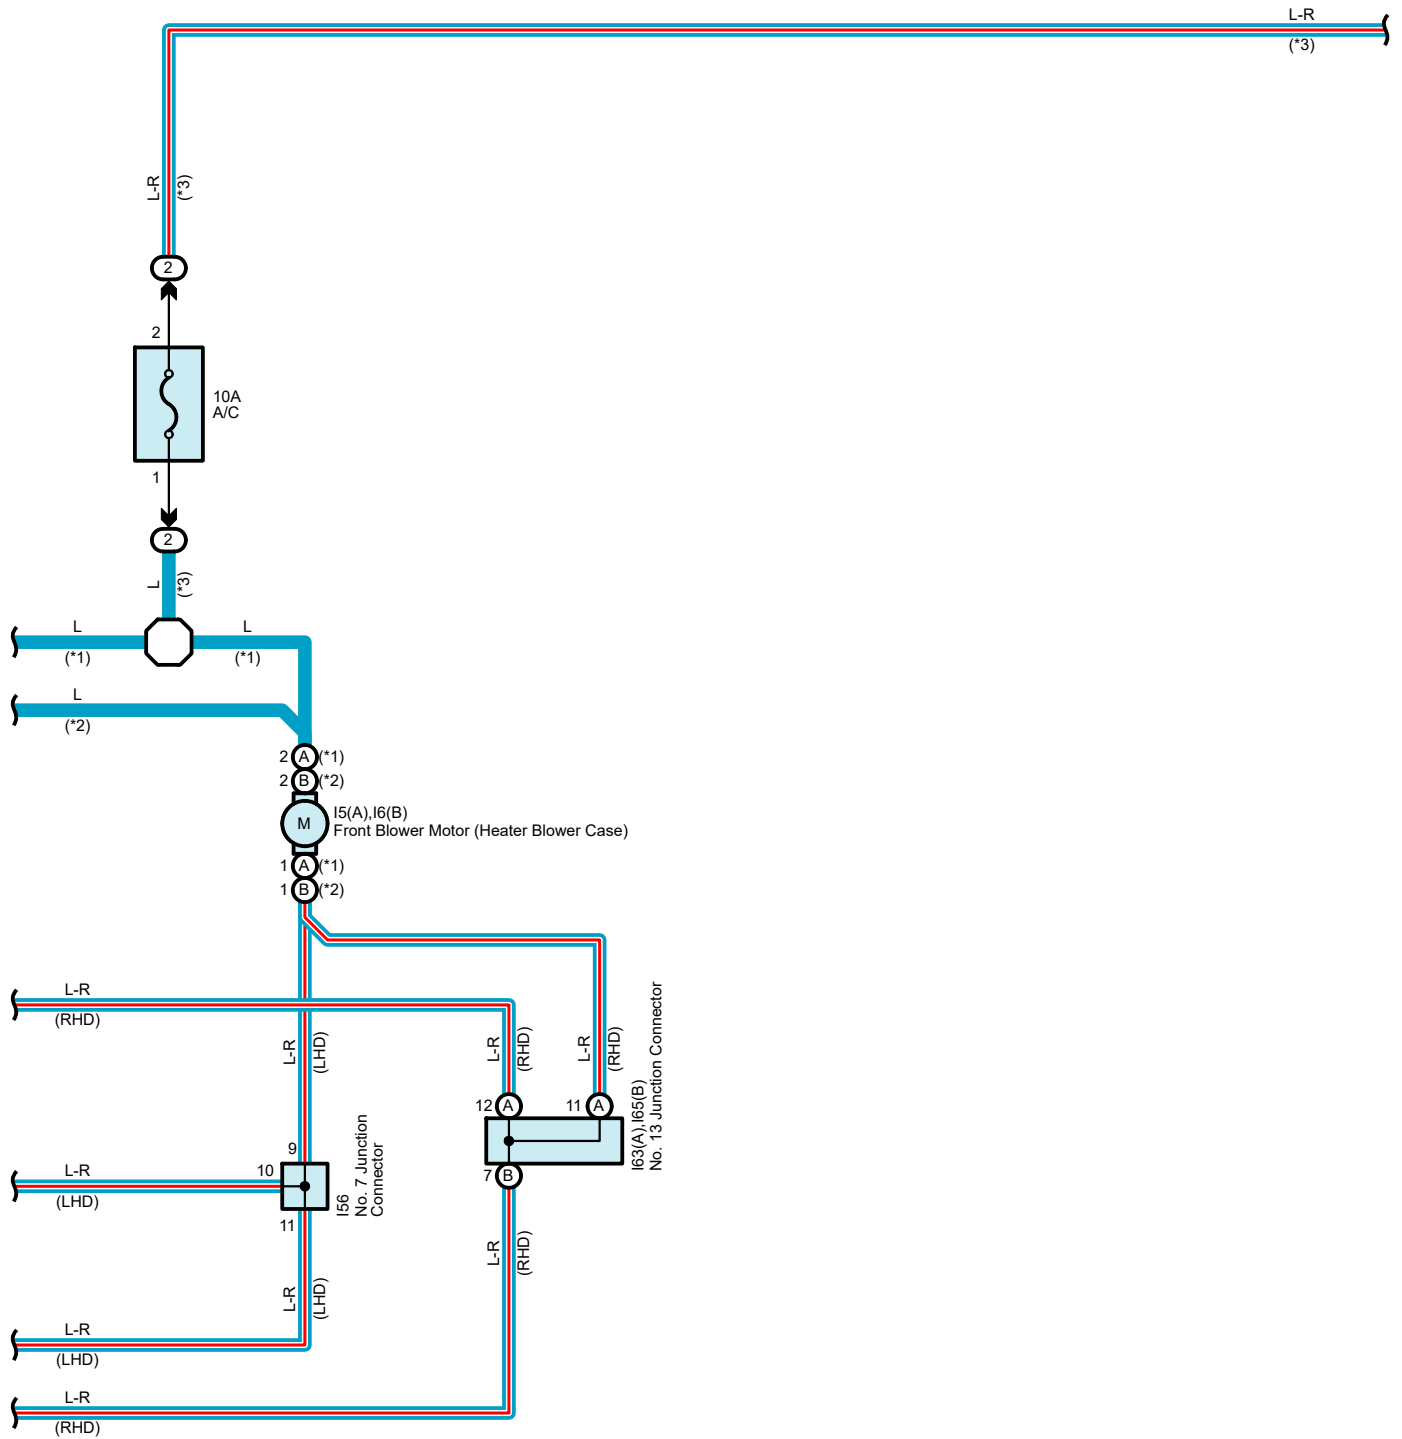 L-R
(*3)
L-R
(*3)
2
2
10A
A/C
1
2
L
(*3)
L
(*1)
L
(*1)
L
(*2)
2 A (*1)
2 B (*2)
M
I5(A),I6(B)
Front Blower Motor (Heater Blower Case)
1 A (*1)
1 B (*2)
L-R
(RHD)
L-R
(LHD)
L-R
(RHD)
L-R
(RHD)
12 A
11 A
I63(A),I65(B)
No. 13 Junction Connector
7 B
9
10
L-R
(LHD)
11
I56
No. 7 Junction
Connector
L-R
(RHD)
L-R
(LHD)
L-R
(LHD)
L-R
(RHD)